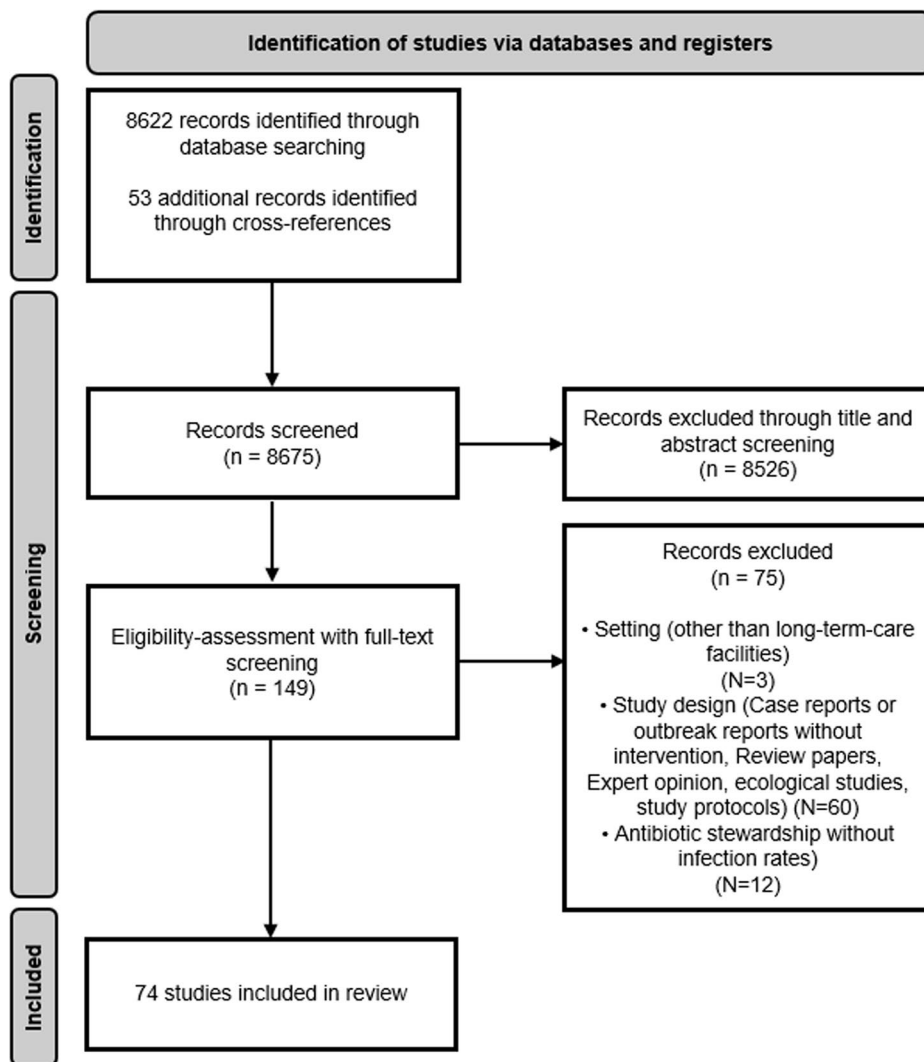 Identification of studies via databases and registers
Identification
8622 records identified through
database searching
53 additional records identified
through cross-references
Screening
Records screened
(n = 8675)
Records excluded through title and
abstract screening
(n = 8526)
Eligibility-assessment with full-text
screening
(n = 149)
Records excluded
(n = 75)
• Setting (other than long-term-care
facilities)
(N=3)
• Study design (Case reports or
outbreak reports without
intervention, Review papers,
Expert opinion, ecological studies,
study protocols) (N=60)
• Antibiotic stewardship without
infection rates)
(N=12)
Included
74 studies included in review